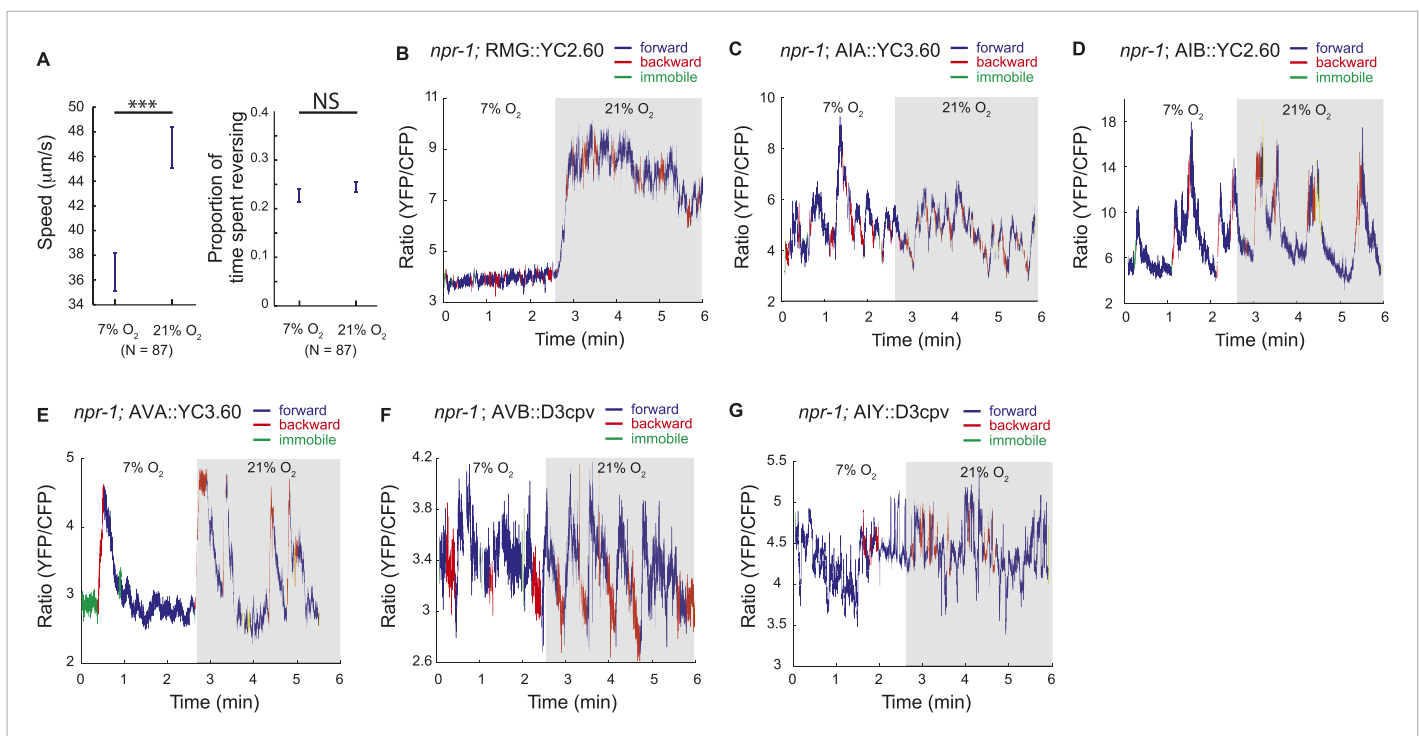 A
50
48
46
44
42
40
38
36
34
Speed (μm/s)
***
7% O2
21% O2
(N = 87)
Proportion of
time spent reversing
0.4
0.3
0.2
0.1
0
NS
7% O2
21% O2
(N = 87)
B
npr-1; RMG::YC2.60
forward
backward
immobile
Ratio (YFP/CFP)
11
9
7
5
3
7% O2
21% O2
0 1 2 3 4 5 6
Time (min)
C
npr-1; AIA::YC3.60
forward
backward
immobile
Ratio (YFP/CFP)
10
8
6
4
2
7% O2
21% O2
0 1 2 3 4 5 6
Time (min)
D
npr-1; AIB::YC2.60
forward
backward
immobile
Ratio (YFP/CFP)
18
14
10
6
2
7% O2
21% O2
0 1 2 3 4 5 6
Time (min)
E
npr-1; AVA::YC3.60
forward
backward
immobile
Ratio (YFP/CFP)
5
4
3
2
7% O2
21% O2
0 1 2 3 4 5 6
Time (min)
F
npr-1; AVB::D3cpv
forward
backward
immobile
Ratio (YFP/CFP)
4.2
3.8
3.4
3
2.6
7% O2
21% O2
0 1 2 3 4 5 6
Time (min)
G
npr-1; AIY::D3cpv
forward
backward
immobile
Ratio (YFP/CFP)
5.5
5
4.5
4
3.5
3
7% O2
21% O2
0 1 2 3 4 5 6
Time (min)